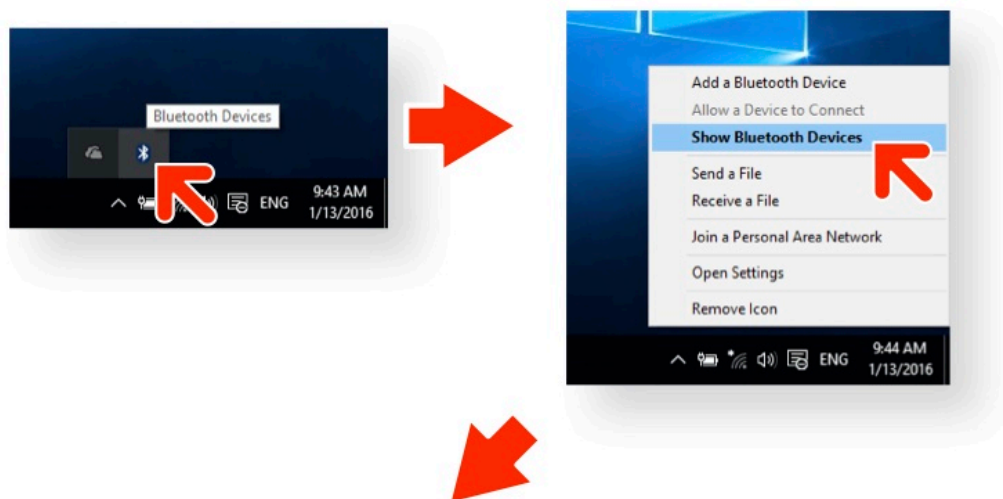 Bluetooth Devices
ENG
9:43 AM
1/13/2016
Add a Bluetooth Device
Allow a Device to Connect
Show Bluetooth Devices
Send a File
Receive a File
Join a Personal Area Network
Open Settings
Remove Icon
ENG
9:44 AM
1/13/2016